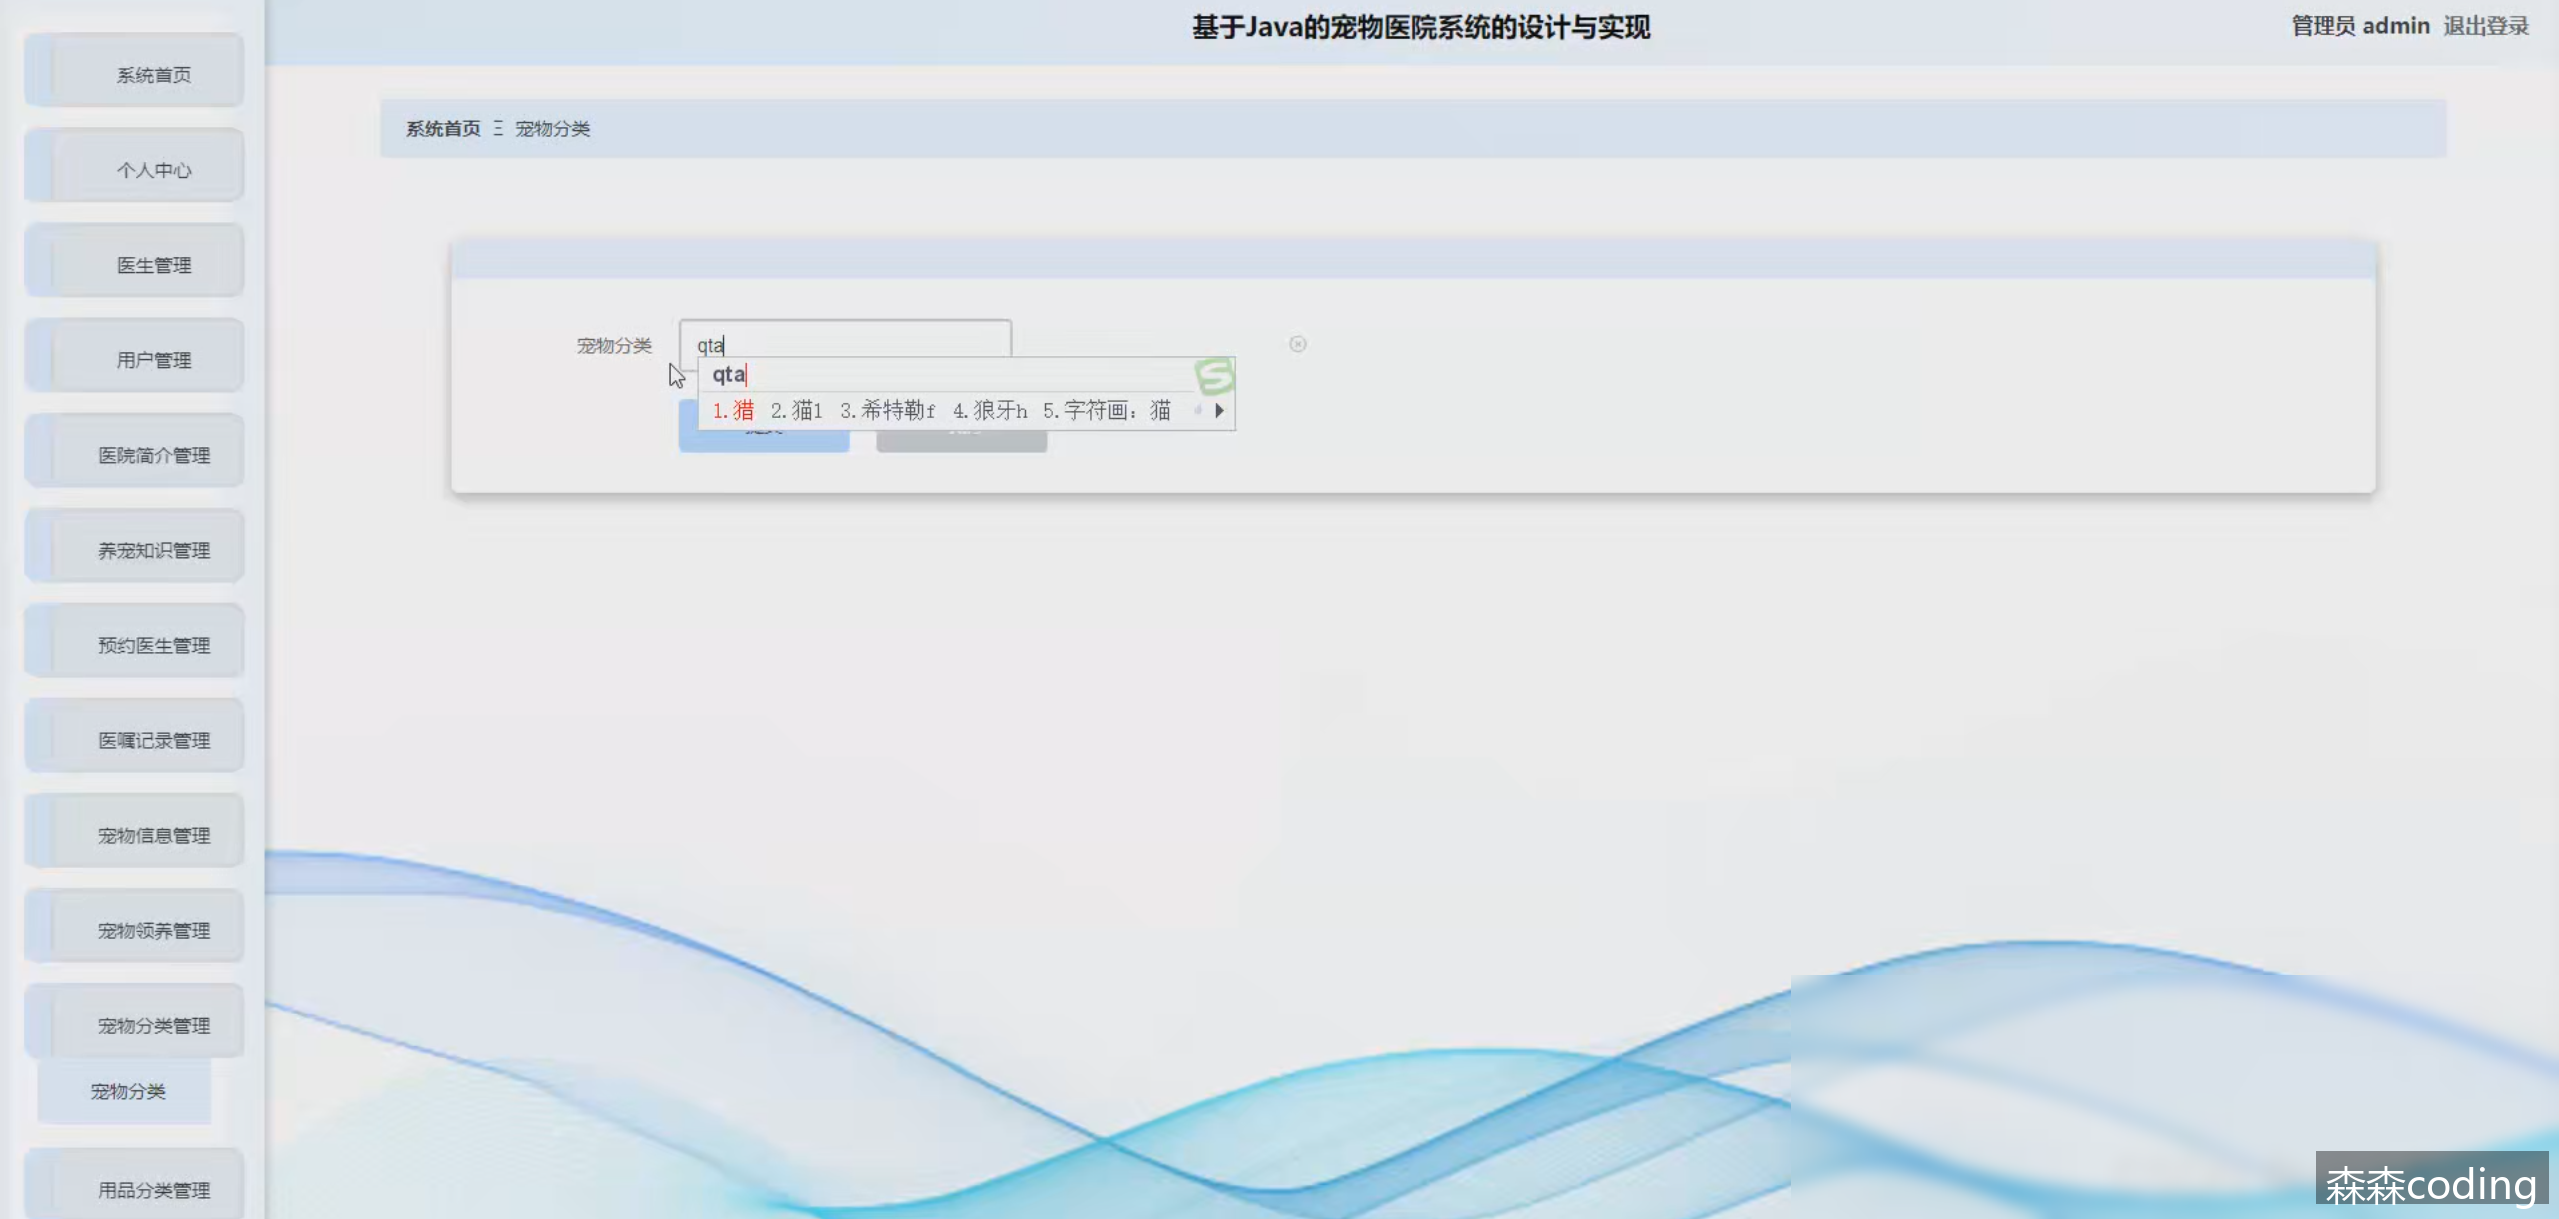 基于Java的宠物医院系统的设计与实现
管理员 admin 退出登录
系统首页
个人中心
医生管理
用户管理
医院简介管理
养宠知识管理
预约医生管理
医嘱记录管理
宠物信息管理
宠物领养管理
宠物分类管理
宠物分类
用品分类管理
系统首页 Ξ 宠物分类
宠物分类 qta
qta
1.猎 2.猫1 3.希特勒f 4.狼牙h 5.字符画：猫
森森coding